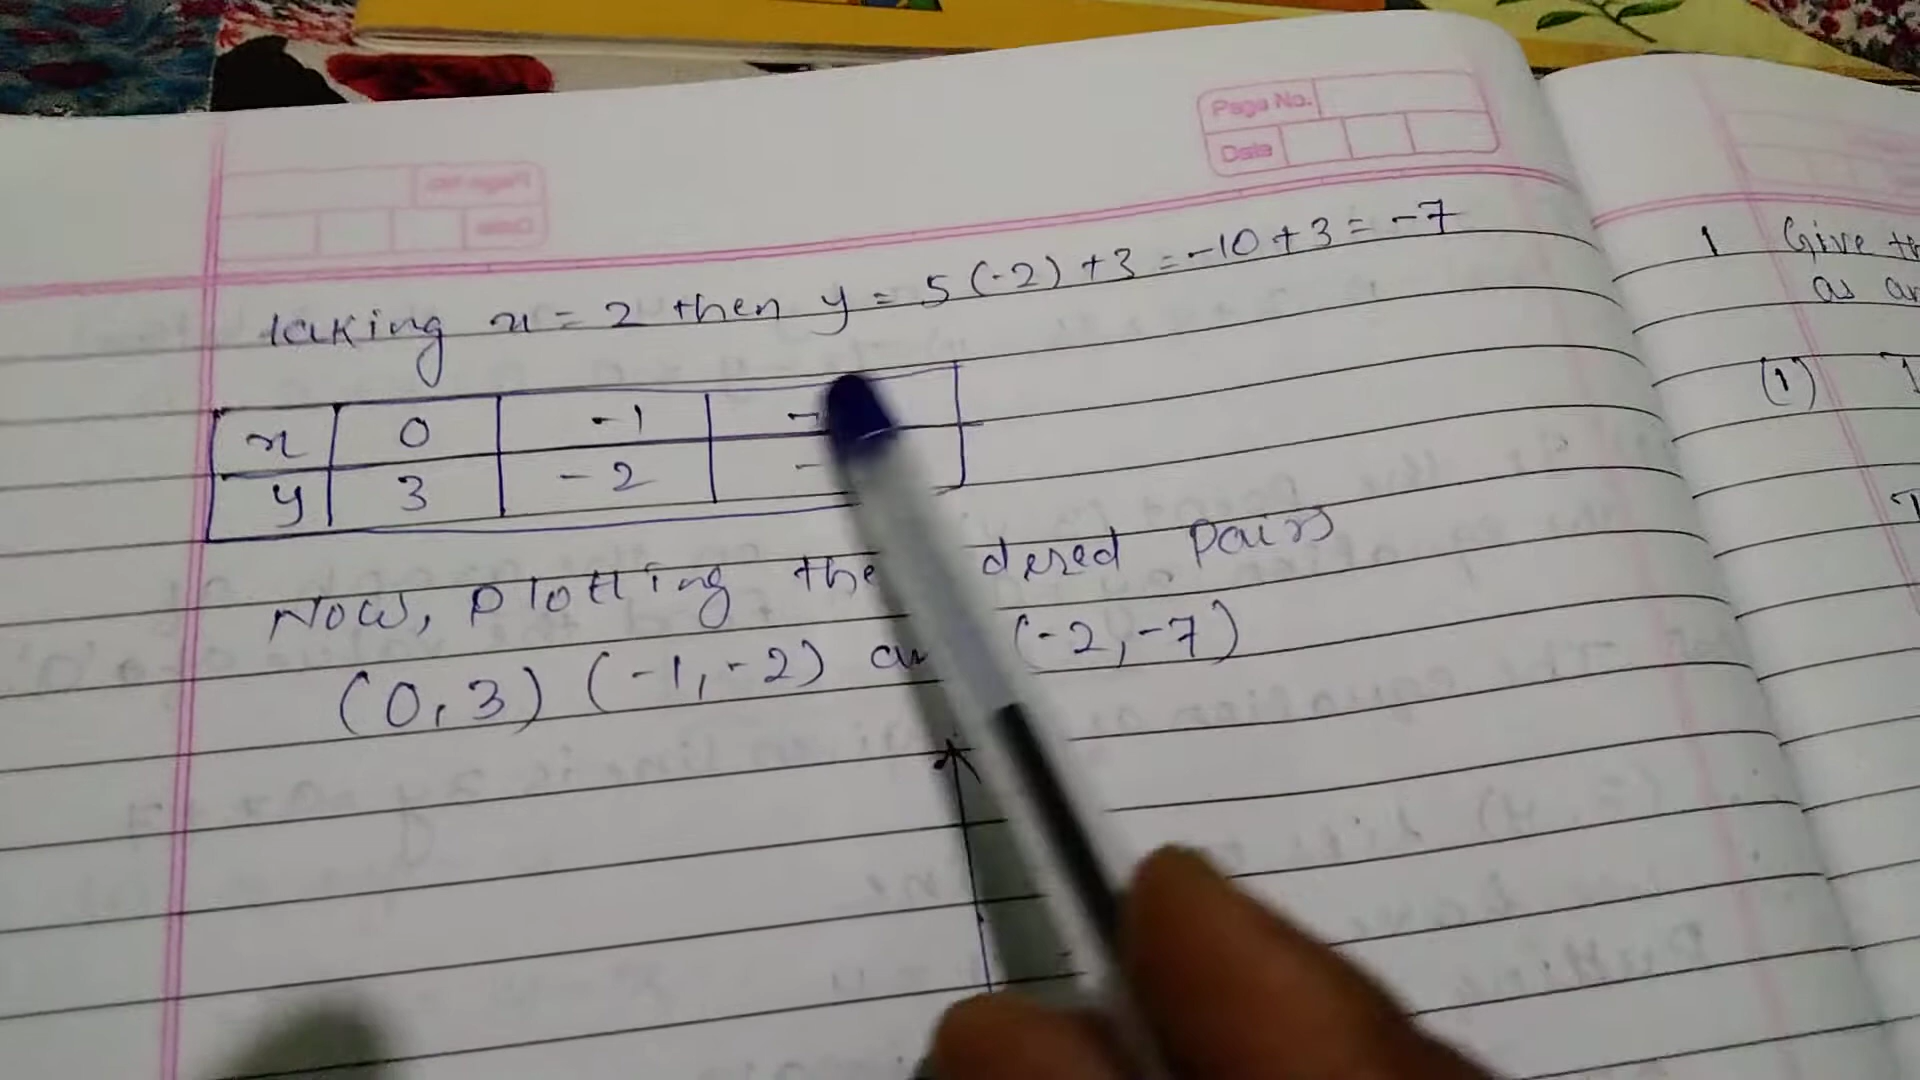 Page No.
Date
taking x = 2 then y = 5(-2)+3 = -10+3 = -7
x 0 -1 -
y 3 -2 -
Now, plotting the dered pairs
(0,3) (-1,-2) (-2,-7)
1 Give
as
(1)